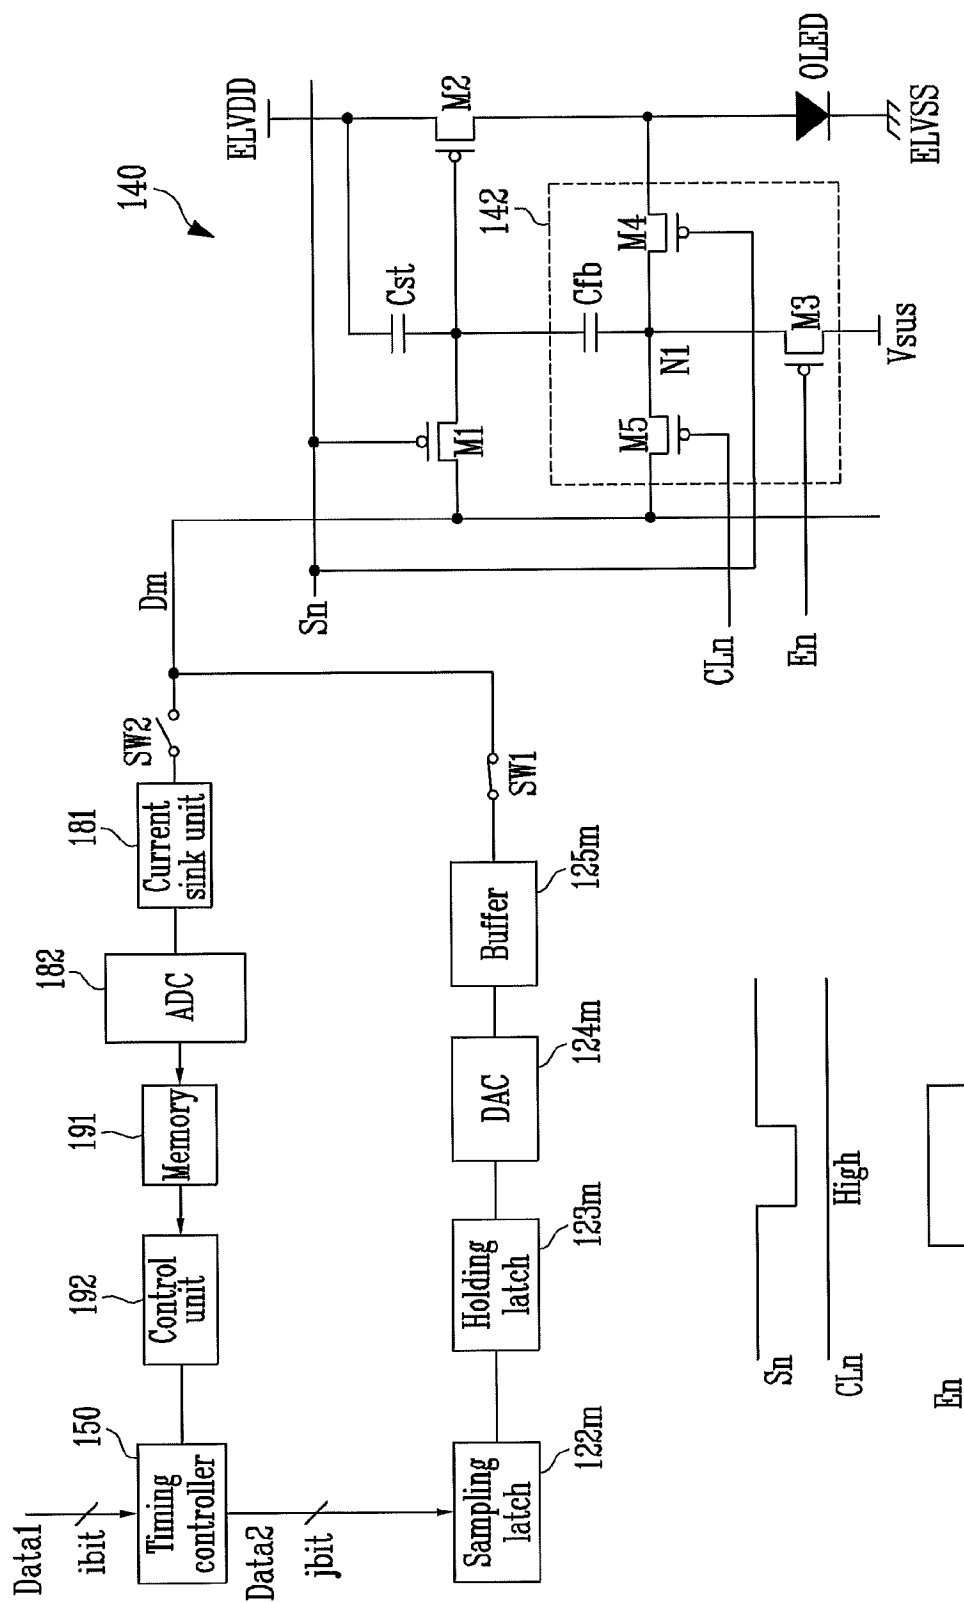 Data1
ibit
150
Timing
controller
Data2
jbit
192
Control
unit
191
Memory
182
ADC
181
Current
sink unit
SW2
Dm
122m
Sampling
latch
123m
Holding
latch
124m
DAC
125m
Buffer
SW1
140
ELVDD
Sn
Cst
M1
M2
142
Cfb
M5
N1
M4
M3
Vsus
CLn
En
OLED
ELVSS
Sn
CLn
High
En